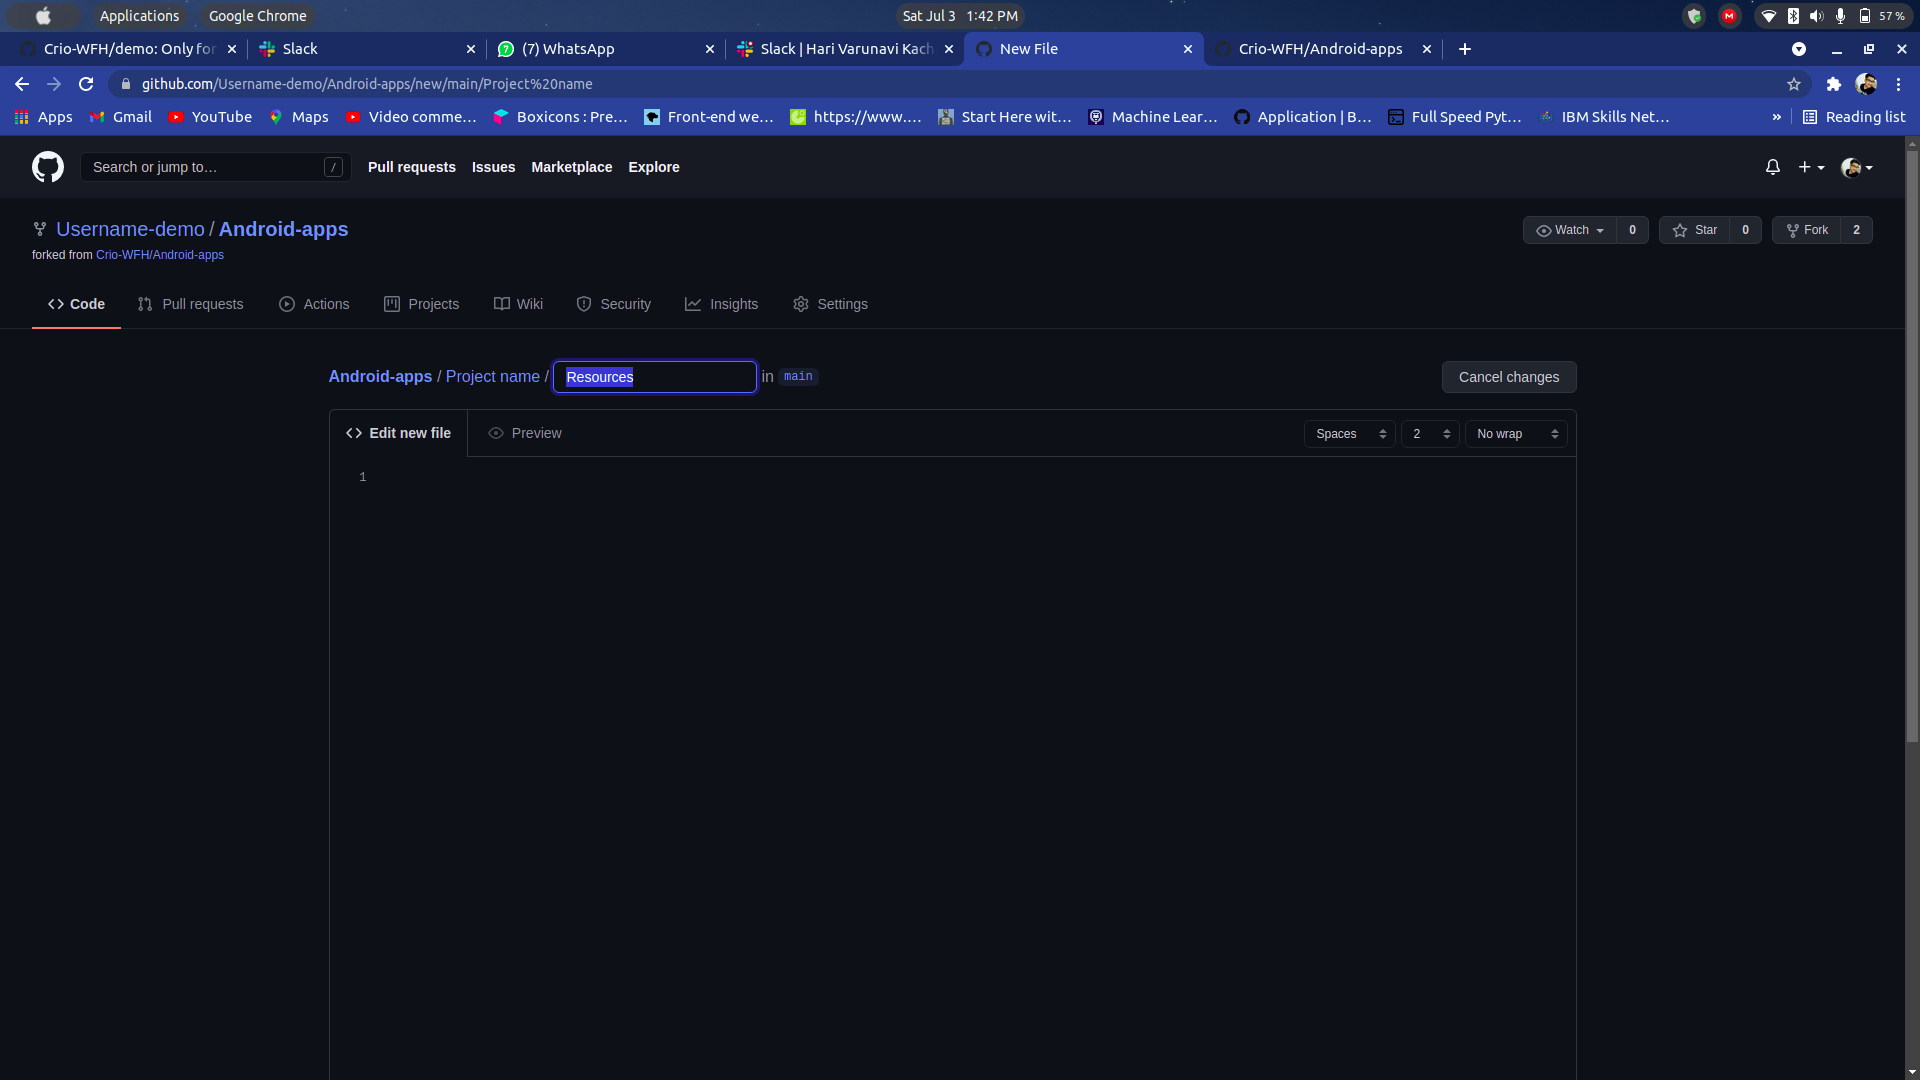 Applications Google Chrome Sat Jul 3 1:42 PM 57 %
Crio-WFH/demo: Only for Slack (7) WhatsApp Slack | Hari Varunavi Kach New File Crio-WFH/Android-apps
github.com/Username-demo/Android-apps/new/main/Project%20name
Apps Gmail YouTube Maps Video comme... Boxicons : Pre... Front-end we... https://www.... Start Here wit... Machine Lear... Application | B... Full Speed Pyt... IBM Skills Net... » Reading list
Search or jump to... / Pull requests Issues Marketplace Explore
Username-demo / Android-apps Watch 0 Star 0 Fork 2
forked from Crio-WFH/Android-apps
Code Pull requests Actions Projects Wiki Security Insights Settings
Android-apps / Project name / Resources in main Cancel changes
Edit new file Preview Spaces 2 No wrap
1